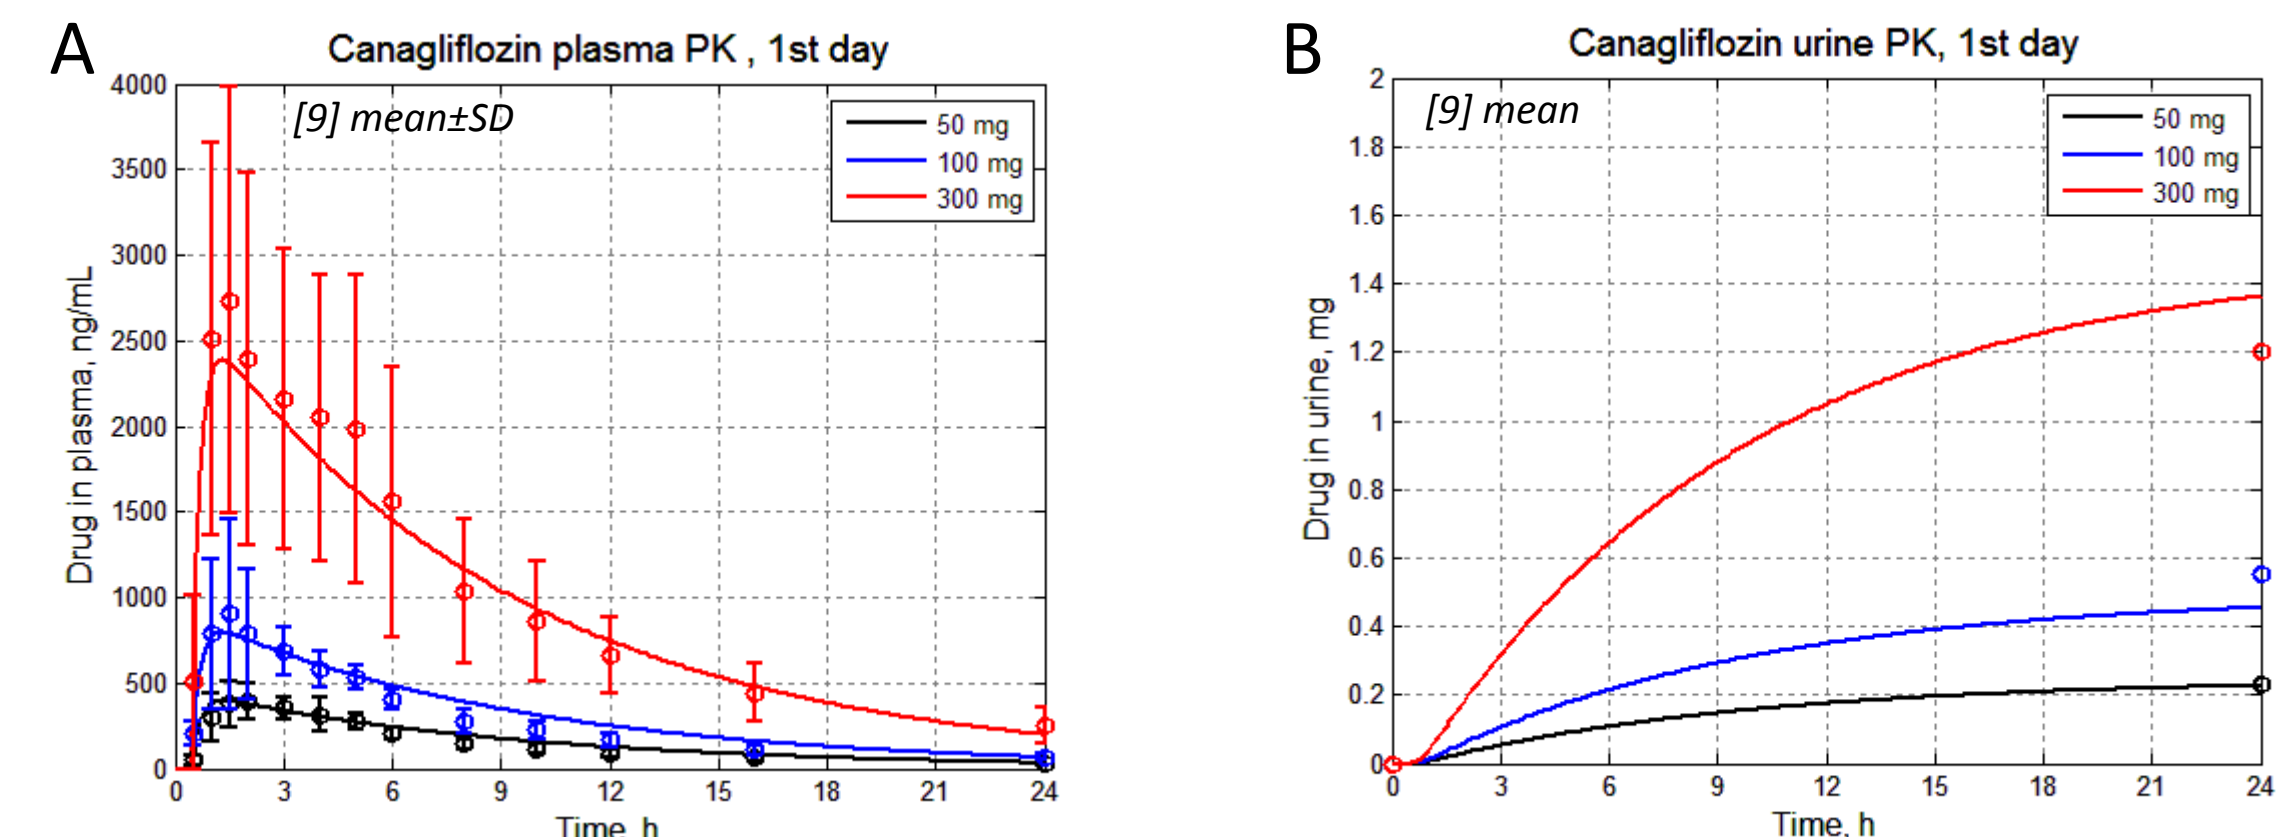 A
Canagliflozin plasma PK , 1st day
[9] mean±SD
50 mg
100 mg
300 mg
Drug in plasma, ng/mL
4000
3500
3000
2500
2000
1500
1000
500
0
0 3 6 9 12 15 18 21 24
Time, h
B
Canagliflozin urine PK, 1st day
[9] mean
50 mg
100 mg
300 mg
Drug in urine, mg
2
1.8
1.6
1.4
1.2
1
0.8
0.6
0.4
0.2
0
0 3 6 9 12 15 18 21 24
Time, h